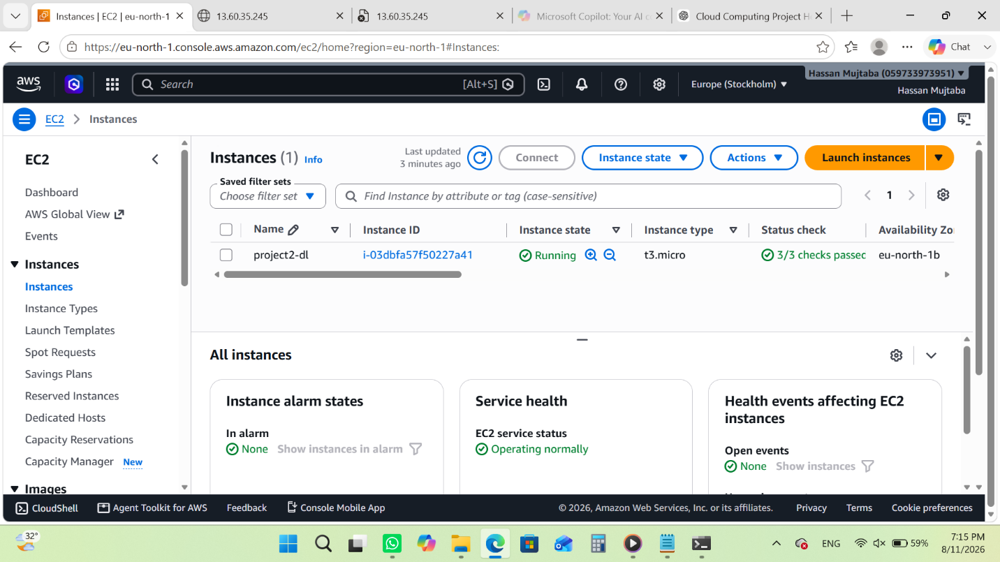 Instances | EC2 | eu-north-1
13.60.35.245
13.60.35.245
Microsoft Copilot: Your AI c
Cloud Computing Project H
https://eu-north-1.console.aws.amazon.com/ec2/home?region=eu-north-1#Instances:
Chat
aws
Search
[Alt+S]
Europe (Stockholm)
Hassan Mujtaba (059733973951)
Hassan Mujtaba
EC2
Instances
EC2
Dashboard
AWS Global View
Events
Instances
Instances
Instance Types
Launch Templates
Spot Requests
Savings Plans
Reserved Instances
Dedicated Hosts
Capacity Reservations
Capacity Manager New
Images
Instances (1) Info
Last updated
3 minutes ago
Connect
Instance state
Actions
Launch instances
Saved filter sets
Choose filter set
Find Instance by attribute or tag (case-sensitive)
1
Name Instance ID Instance state Instance type Status check Availability Zo
project2-dl i-03dbfa57f50227a41 Running t3.micro 3/3 checks passec eu-north-1b
All instances
Instance alarm states
In alarm
None Show instances in alarm
Service health
EC2 service status
Operating normally
Health events affecting EC2
instances
Open events
None Show instances
CloudShell
Agent Toolkit for AWS
Feedback
Console Mobile App
© 2026, Amazon Web Services, Inc. or its affiliates.
Privacy
Terms
Cookie preferences
32°
ENG
59%
7:15 PM
8/11/2026